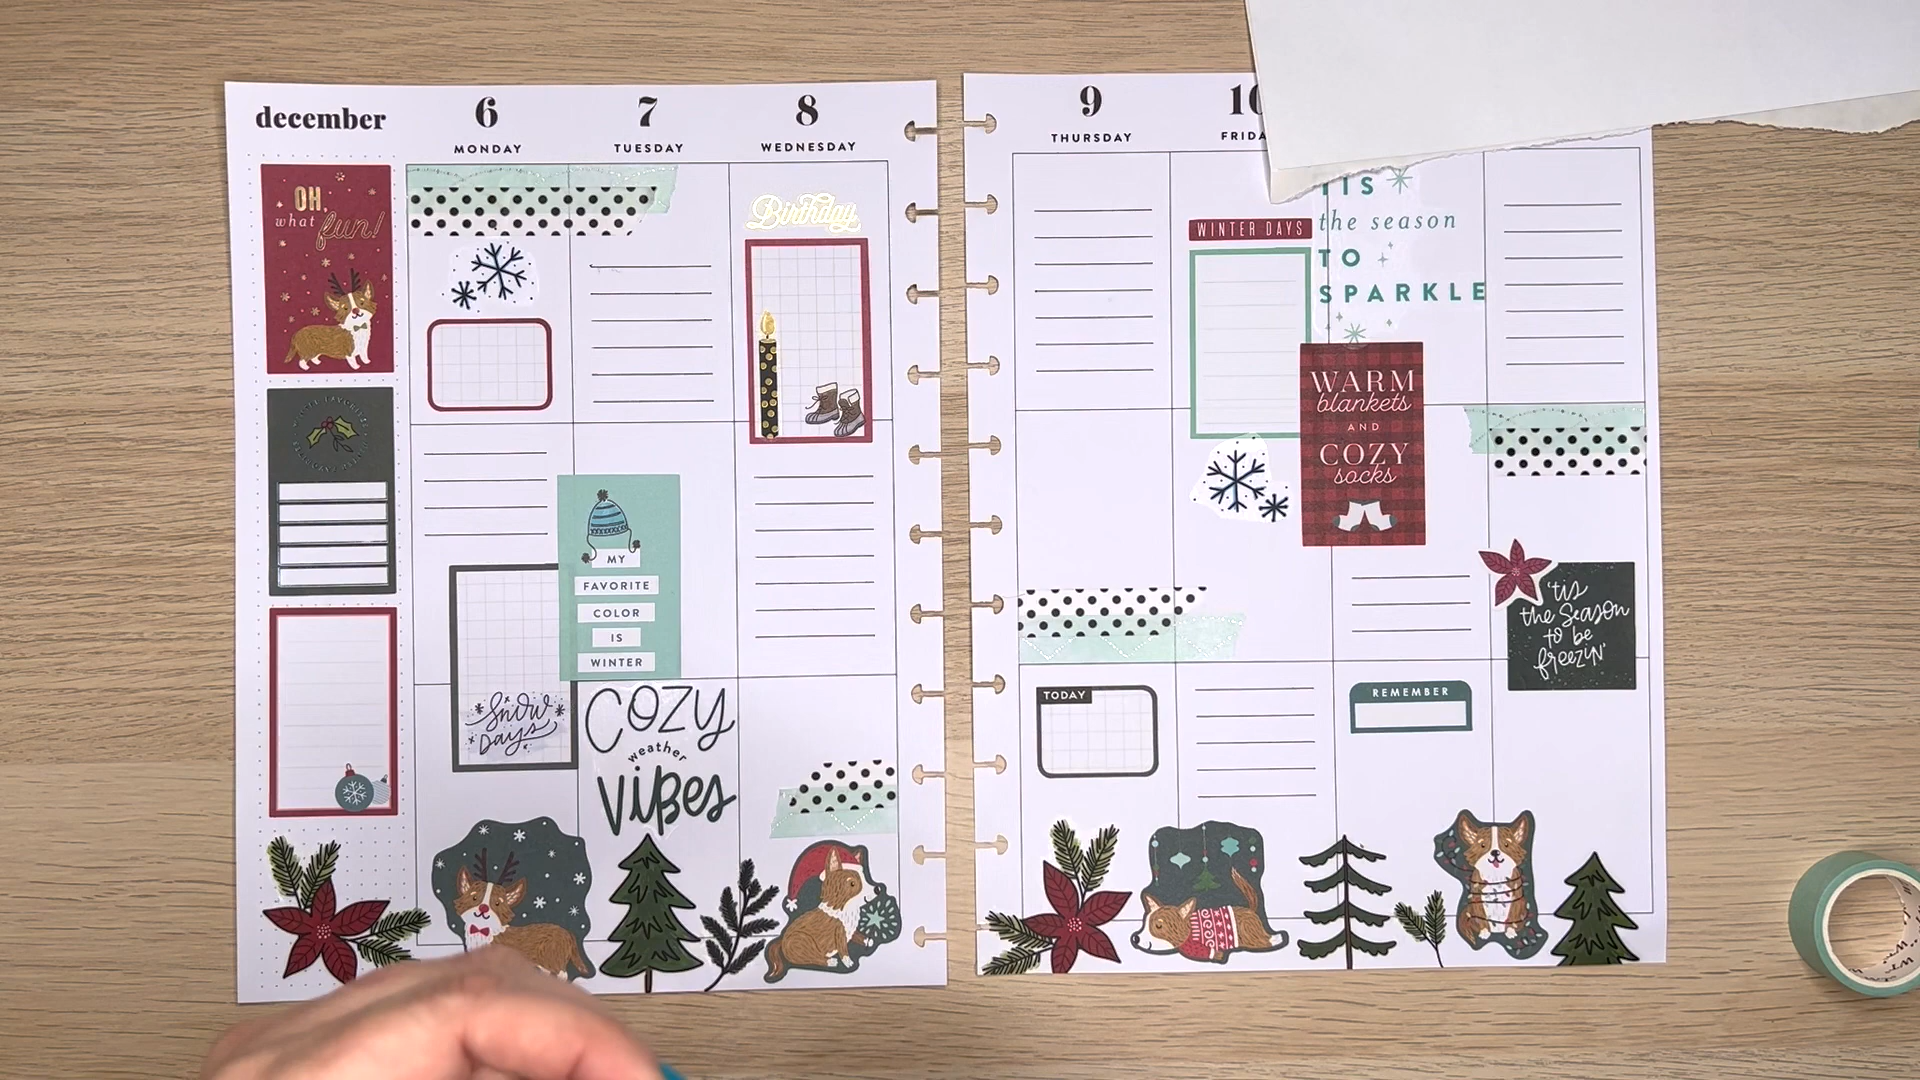 december
6
MONDAY
7
TUESDAY
8
WEDNESDAY
OH,
what fun!
Birthday
MY
FAVORITE
COLOR
IS
WINTER
Snow
Days
COZY
weather
vibes
9
THURSDAY
10
FRIDA
WINTER DAYS
TIS
the season
TO
SPARKLE
WARM
blankets
AND
COZY
socks
'tis
the season
to be
freezin'
TODAY
REMEMBER